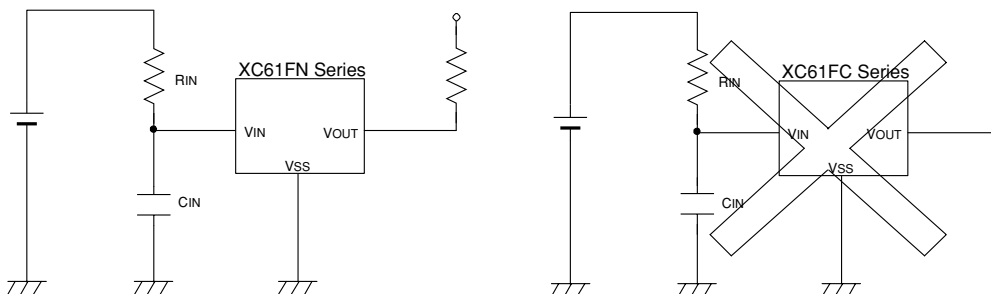 XC61FN Series
RIN
VIN
VOUT
VSS
CIN
XC61FC Series
RIN
VIN
VOUT
VSS
CIN